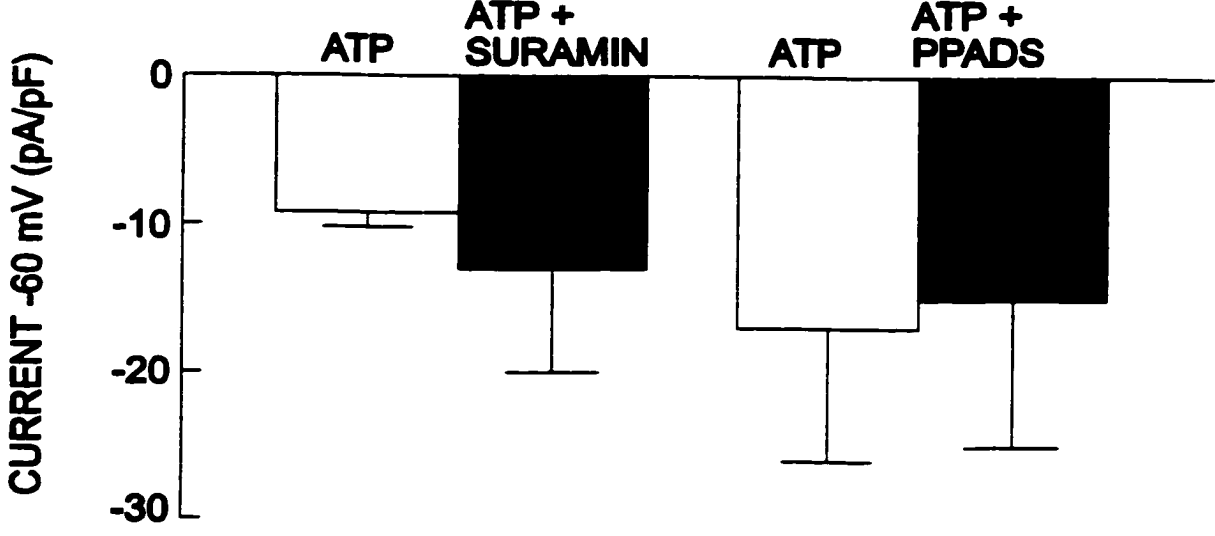 ATP
ATP +
SURAMIN
ATP
ATP +
PPADS
CURRENT -60 mV (pA/pF)
0
-10
-20
-30